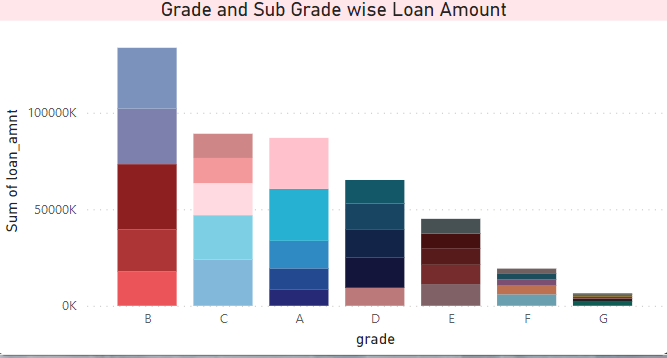 Grade and Sub Grade wise Loan Amount
Sum of loan_amnt
100000K
50000K
0K
B C A D E F G
grade